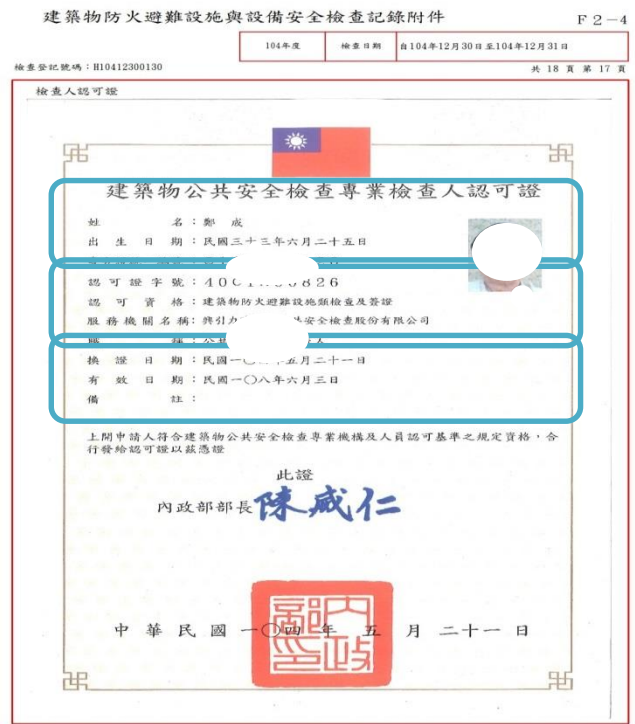 建築物防火避難設施與設備安全檢查記錄附件
F2-4
104年度 檢查日期 自104年12月30日至104年12月31日
檢查登記號碼:H10412300130
共 18 頁 第 17 頁
檢查人認可證
建築物公共安全檢查專業檢查人認可證
姓名:鄭 成
出生日期:民國三十三年六月二十五日
認可證字號:
認可資格:建築物防火避難設施類檢查及簽證
服務機關名稱: 共安全檢查股份有限公司
換證日期:民國一 五月二十一日
有效日期:民國一〇八年六月三日
備註:
上開申請人符合建築物公共安全檢查專業機構及人員認可基準之規定資格,合
行發給認可證以茲憑證
此證
內政部部長 陳威仁
中華民國一〇四年五月二十一日
內政部印